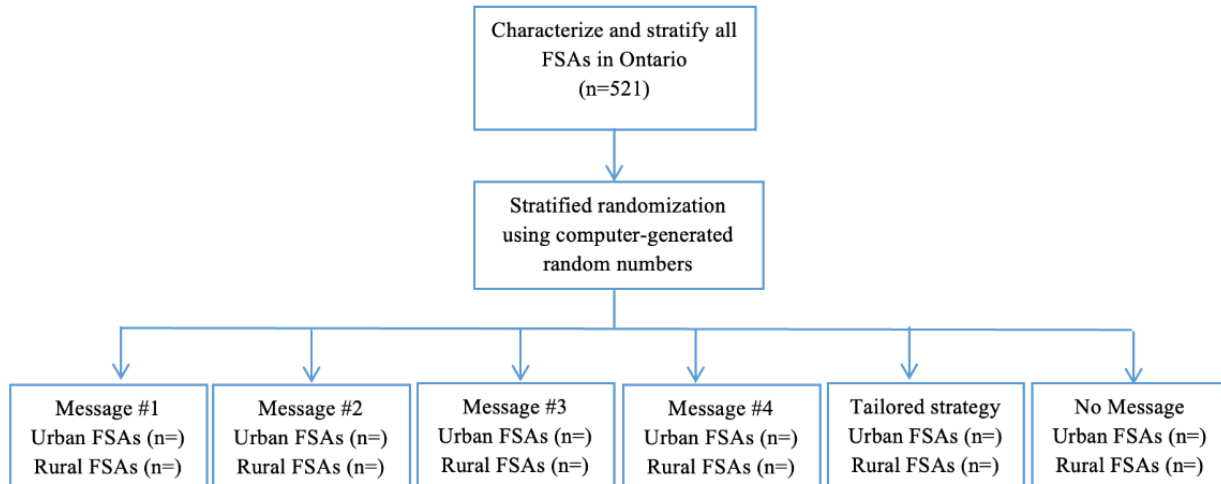 Characterize and stratify all
FSAs in Ontario
(n=521)
Stratified randomization
using computer-generated
random numbers
Message #1
Urban FSAs (n=)
Rural FSAs (n=)
Message #2
Urban FSAs (n=)
Rural FSAs (n=)
Message #3
Urban FSAs (n=)
Rural FSAs (n=)
Message #4
Urban FSAs (n=)
Rural FSAs (n=)
Tailored strategy
Urban FSAs (n=)
Rural FSAs (n=)
No Message
Urban FSAs (n=)
Rural FSAs (n=)